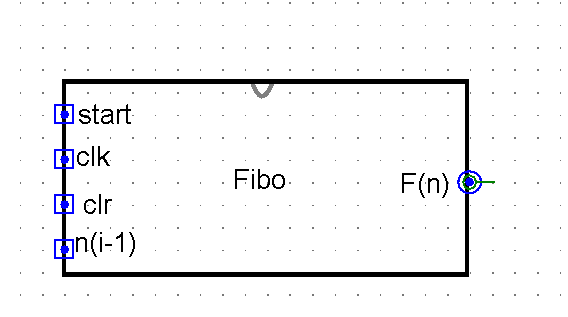 start
clk
clr
n(i-1)
Fibo
F(n)